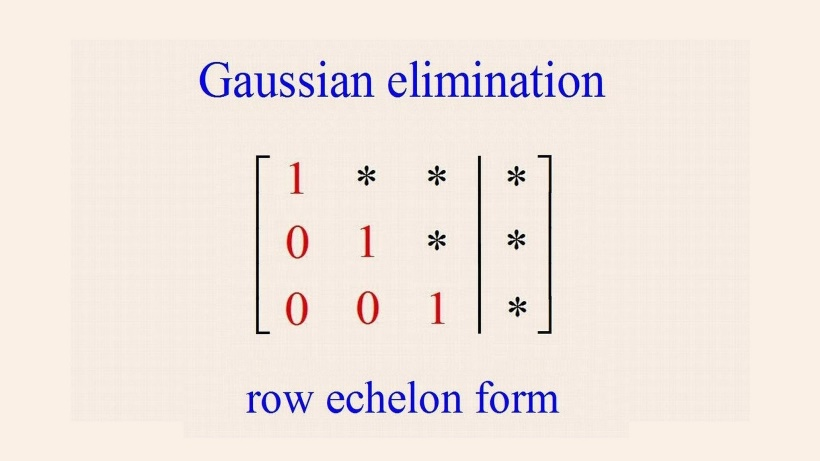 Gaussian elimination
1 * * | *
0 1 * | *
0 0 1 | *
row echelon form